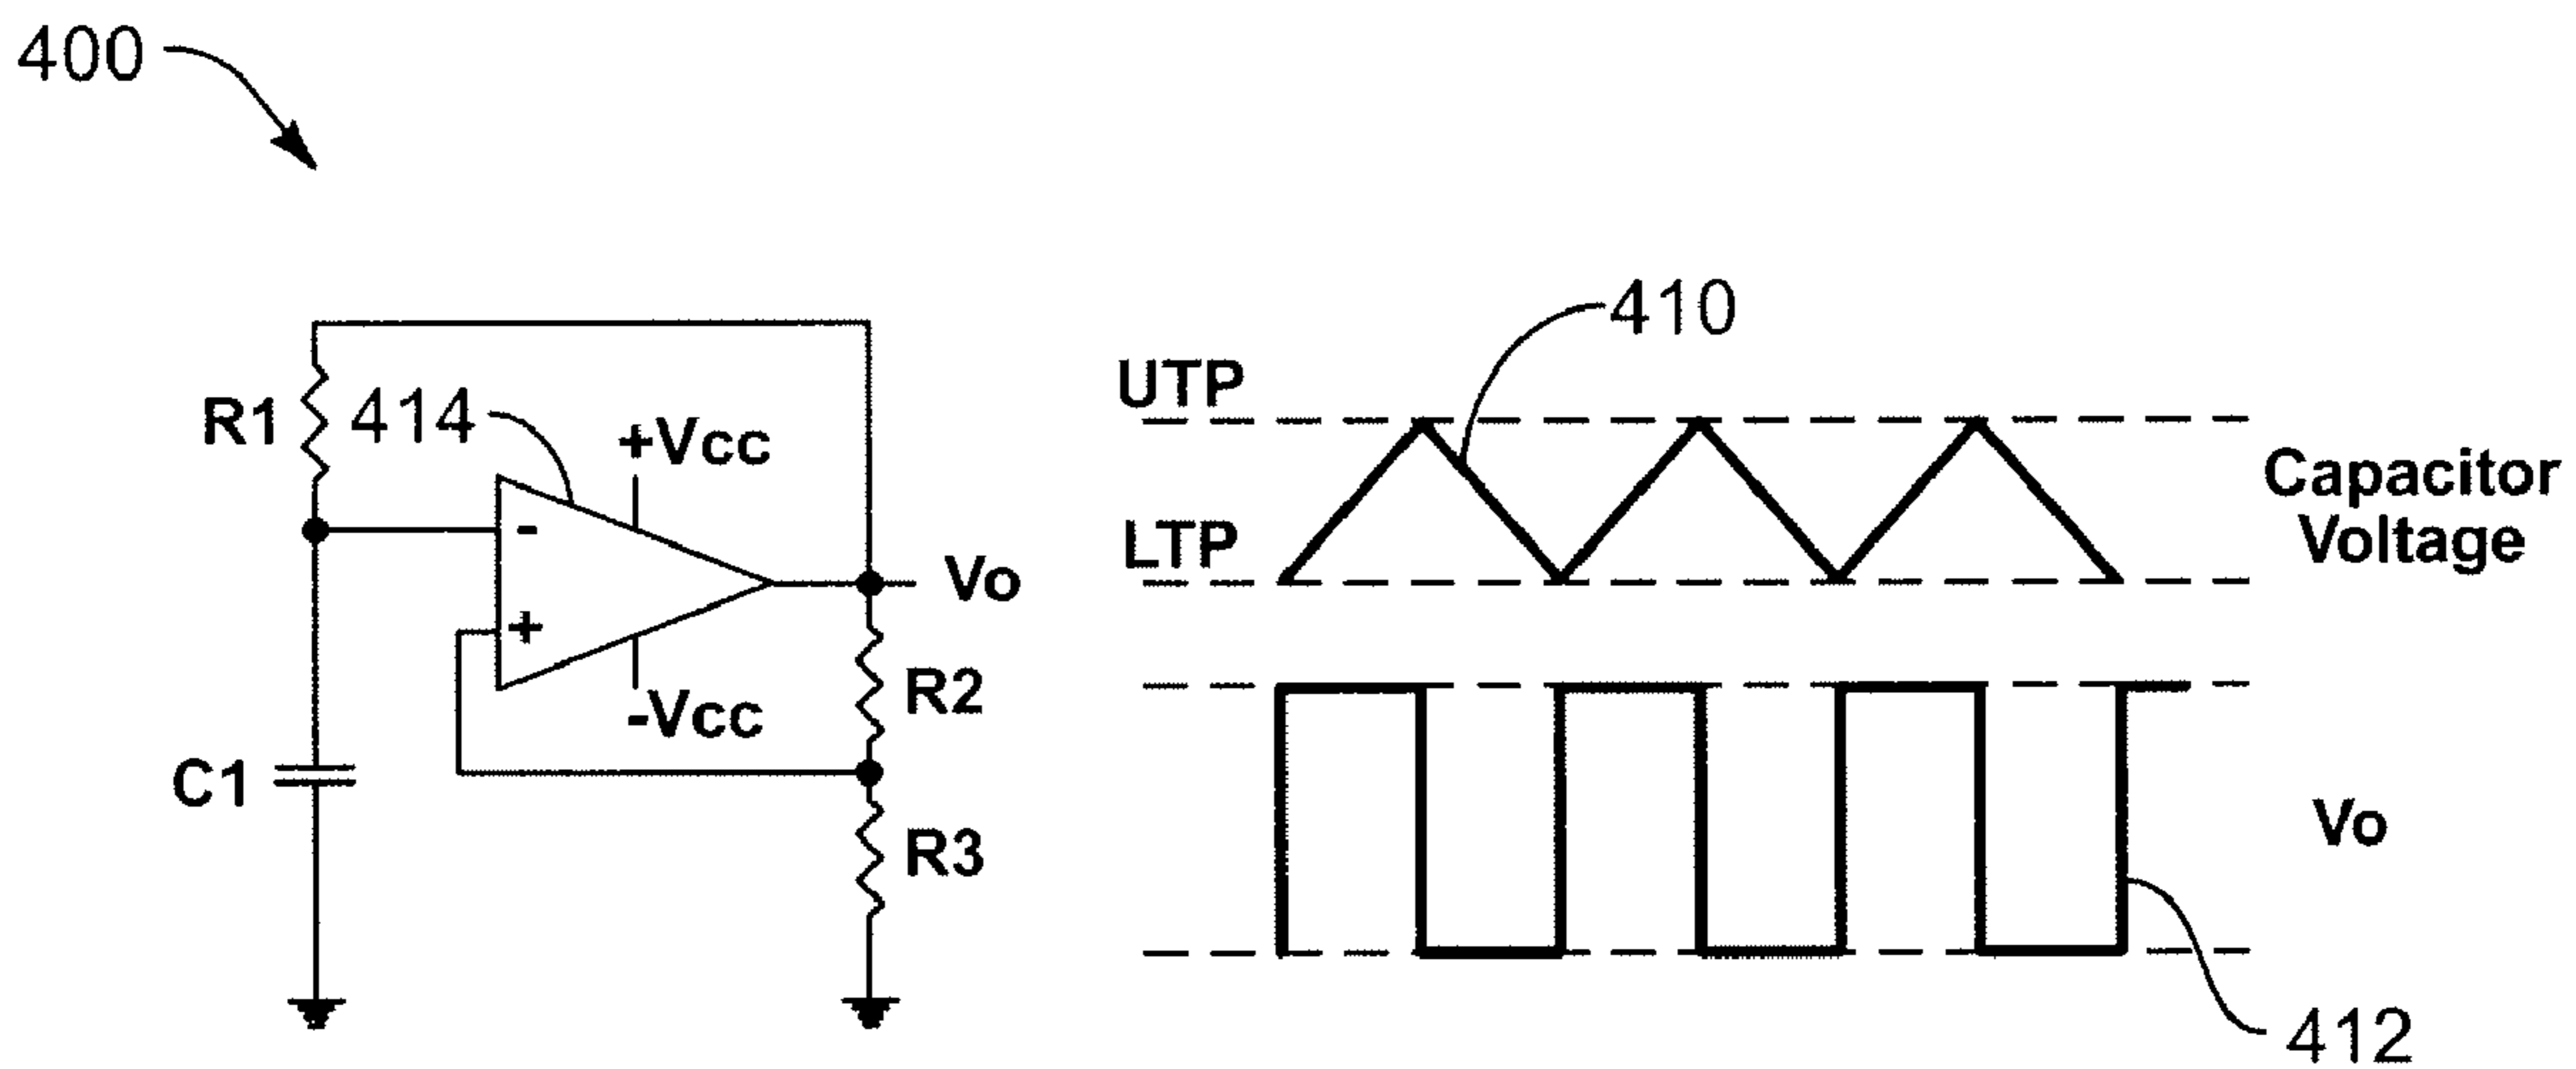 400
410
UTP
R1
414
+Vcc
-
Capacitor
Voltage
LTP
Vo
+
R2
-Vcc
C1
R3
Vo
412